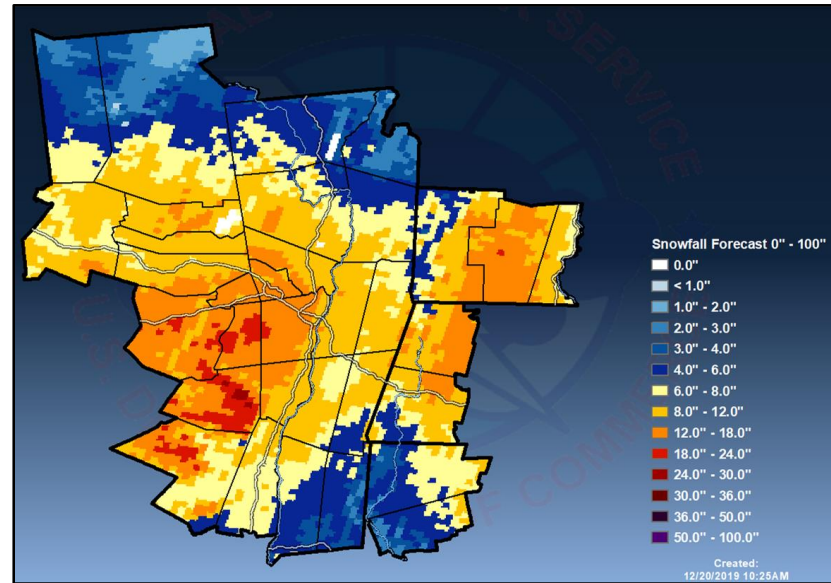 SERVICE
U.S.
OF COMM
Snowfall Forecast 0" - 100"
0.0"
< 1.0"
1.0" - 2.0"
2.0" - 3.0"
3.0" - 4.0"
4.0" - 6.0"
6.0" - 8.0"
8.0" - 12.0"
12.0" - 18.0"
18.0" - 24.0"
24.0" - 30.0"
30.0" - 36.0"
36.0" - 50.0"
50.0" - 100.0"
Created:
12/20/2019 10:25AM